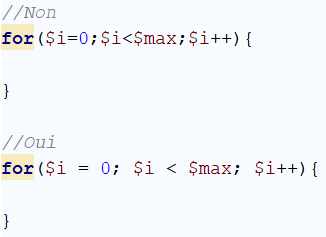 //Non
for($i=0;$i<$max;$i++){
}
//Oui
for($i = 0; $i < $max; $i++){
}